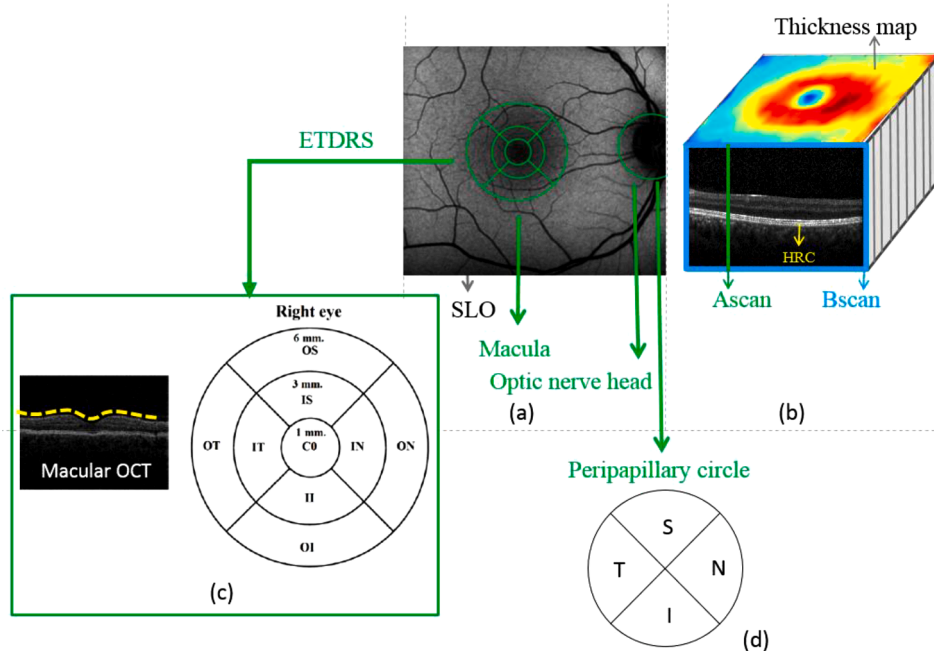 Thickness map
ETDRS
HRC
SLO
Ascan
Bscan
Macula
Optic nerve head
(a)
(b)
Right eye
6 mm.
OS
3 mm.
IS
1 mm.
C0
OT
IT
IN
ON
II
OI
Macular OCT
(c)
Peripapillary circle
S
T
N
I
(d)